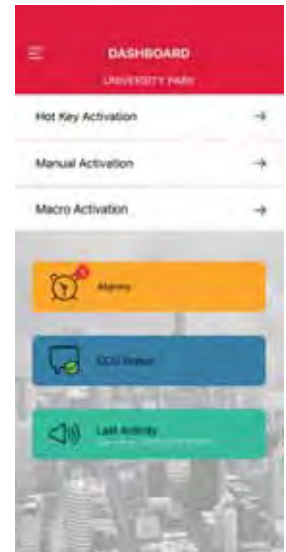 DASHBOARD
UNIVERSITY PARK
Hot Key Activation
Manual Activation
Macro Activation
Alarms
CCU Status
Last Activity